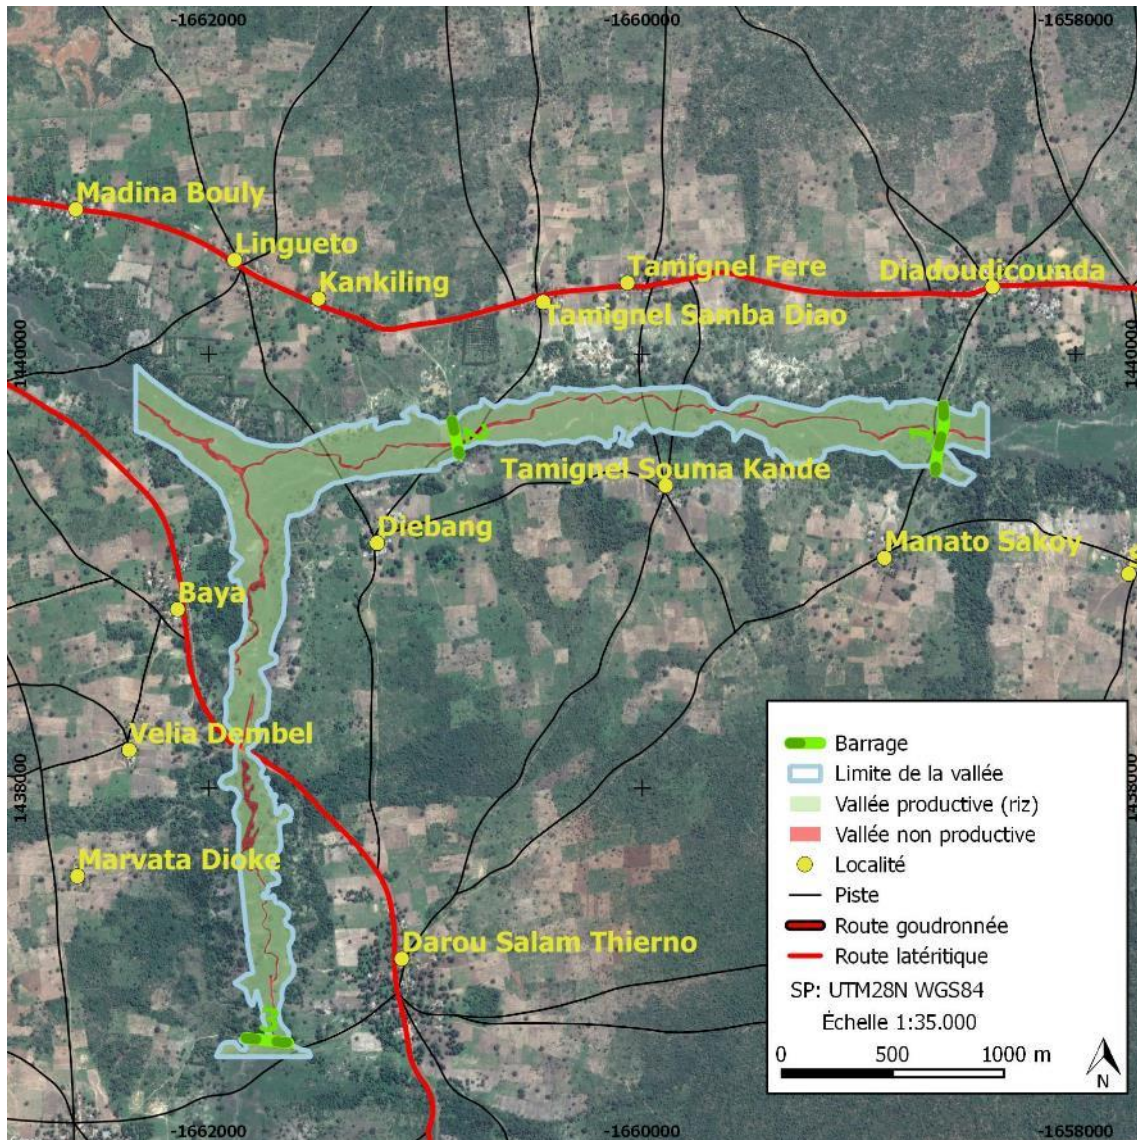 -1662000
-1660000
-1658000
Madina Bouly
Lingueto
Kankiling
Tamignel Fere
Diadoudicounda
Tamignel Samba Diao
1440000
1440000
Tamignel Souma Kande
Diebang
Manato Sakoy
Baya
Velia Dembel
1438000
1438000
Marvata Dioke
Darou Salam Thierno
Barrage
Limite de la vallée
Vallée productive (riz)
Vallée non productive
Localité
Piste
Route goudronnée
Route latéritique
SP: UTM28N WGS84
Échelle 1:35.000
0 500 1000 m
N
-1662000
-1660000
-1658000